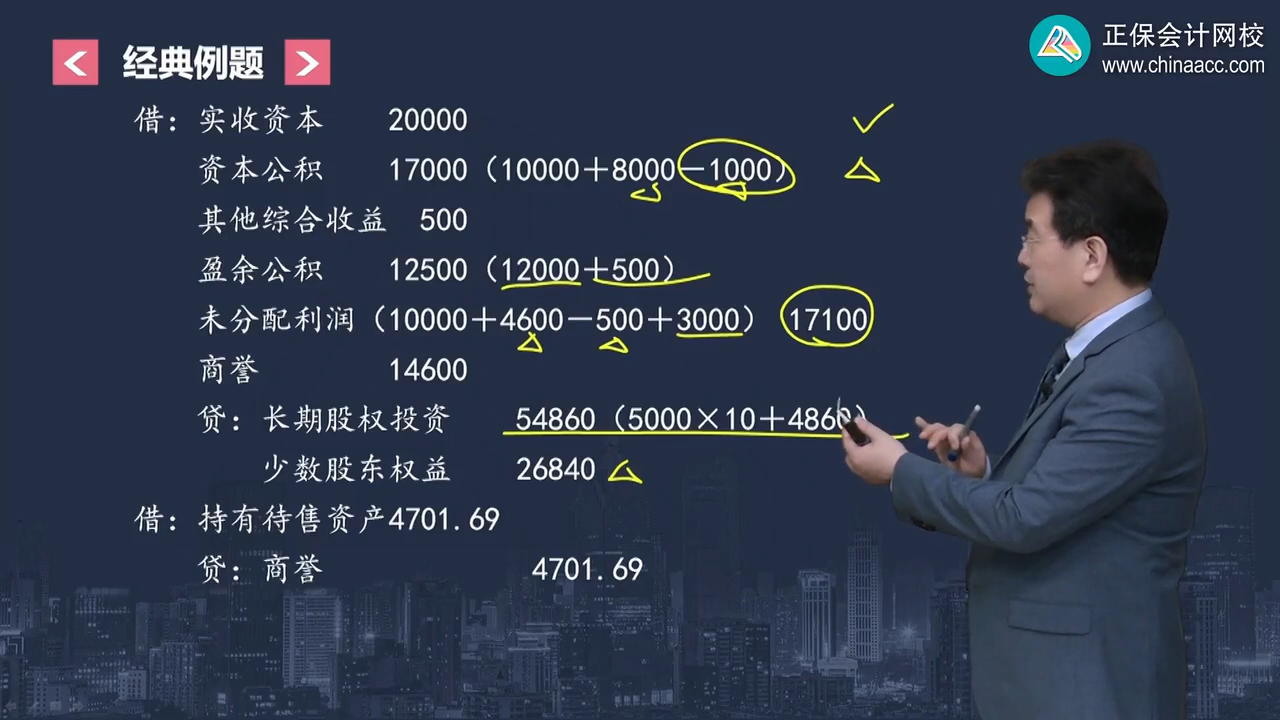 正保会计网校
www.chinaacc.com
经典例题
借：实收资本 20000
资本公积 17000（10000＋8000－1000）
其他综合收益 500
盈余公积 12500（12000＋500）
未分配利润（10000＋4600－500＋3000） 17100
商誉 14600
贷：长期股权投资 54860（5000×10＋4860）
少数股东权益 26840
借：持有待售资产4701.69
贷：商誉 4701.69